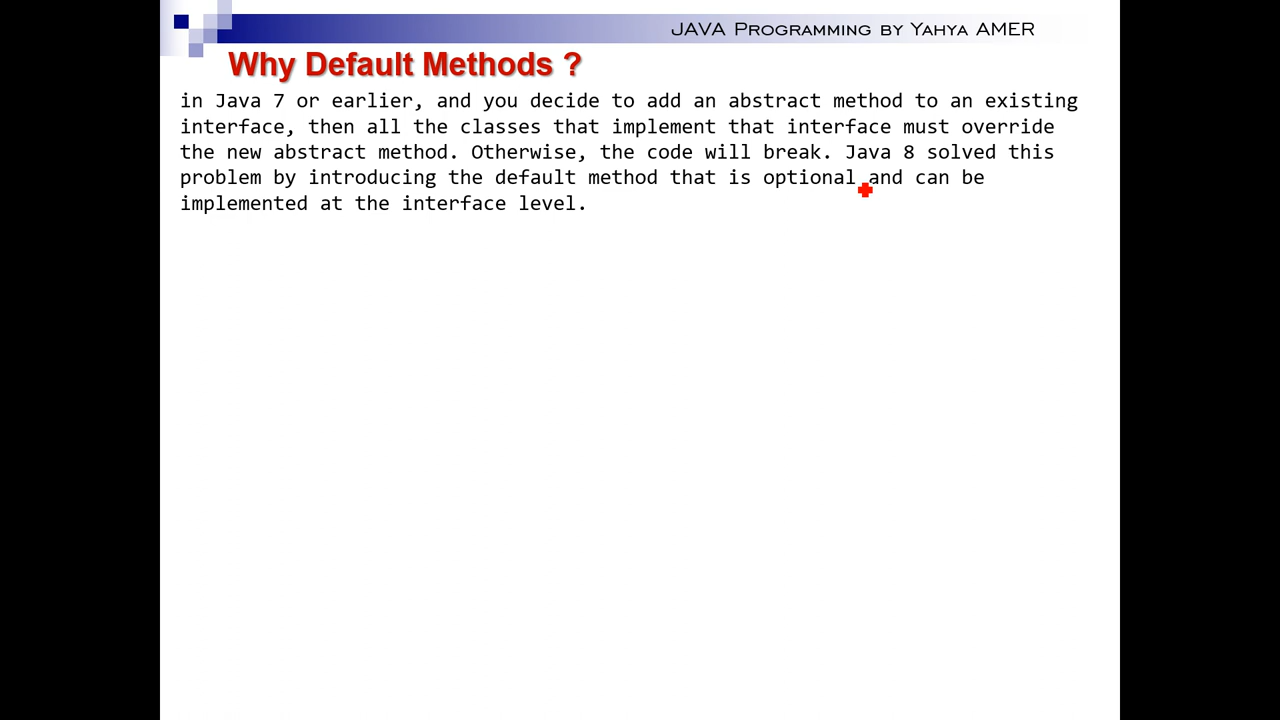 JAVA Programming by Yahya AMER
Why Default Methods ?
in Java 7 or earlier, and you decide to add an abstract method to an existing
interface, then all the classes that implement that interface must override
the new abstract method. Otherwise, the code will break. Java 8 solved this
problem by introducing the default method that is optional and can be
implemented at the interface level.